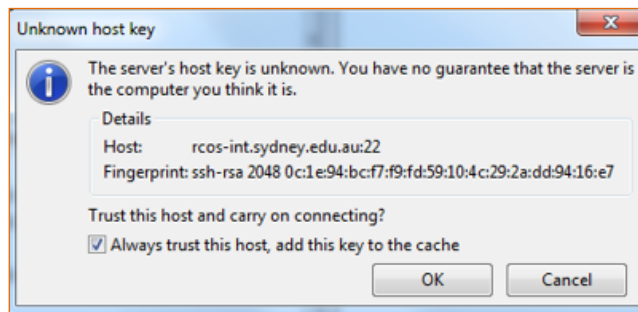 Unknown host key
The server's host key is unknown. You have no guarantee that the server is
the computer you think it is.
Details
Host: rcos-int.sydney.edu.au:22
Fingerprint: ssh-rsa 2048 0c:1e:94:bc:f7:f9:fd:59:10:4c:29:2a:dd:94:16:e7
Trust this host and carry on connecting?
Always trust this host, add this key to the cache
OK Cancel